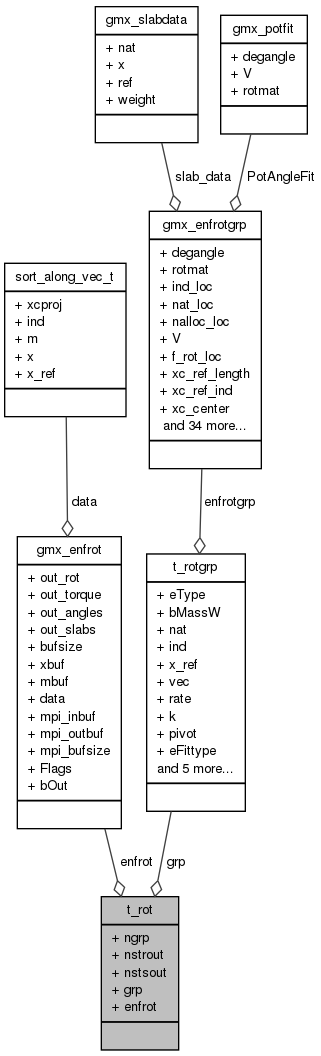 gmx_slabdata
+ nat
+ x
+ ref
+ weight
gmx_potfit
+ degangle
+ V
+ rotmat
slab_data
PotAngleFit
gmx_enfrotgrp
+ degangle
+ rotmat
+ ind_loc
+ nat_loc
+ nalloc_loc
+ V
+ f_rot_loc
+ xc_ref_length
+ xc_ref_ind
+ xc_center
and 34 more...
sort_along_vec_t
+ xcproj
+ ind
+ m
+ x
+ x_ref
data
enfrotgrp
gmx_enfrot
+ out_rot
+ out_torque
+ out_angles
+ out_slabs
+ bufsize
+ xbuf
+ mbuf
+ data
+ mpi_inbuf
+ mpi_outbuf
+ mpi_bufsize
+ Flags
+ bOut
t_rotgrp
+ eType
+ bMassW
+ nat
+ ind
+ x_ref
+ vec
+ rate
+ k
+ pivot
+ eFittype
and 5 more...
enfrot
grp
t_rot
+ ngrp
+ nstrout
+ nstsout
+ grp
+ enfrot